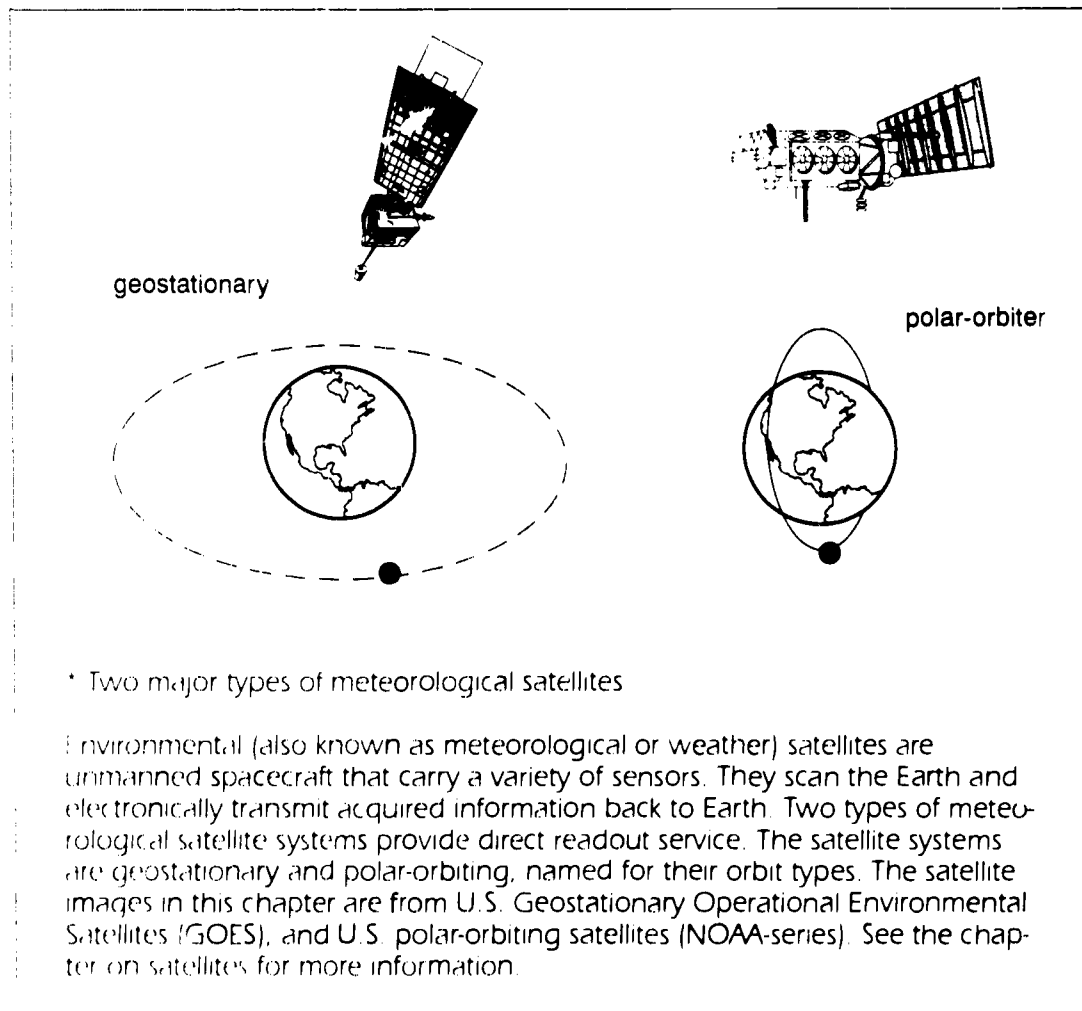 geostationary
polar-orbiter
* Two major types of meteorological satellites
Environmental (also known as meteorological or weather) satellites are
unmanned spacecraft that carry a variety of sensors. They scan the Earth and
electronically transmit acquired information back to Earth. Two types of meteo-
rological satellite systems provide direct readout service. The satellite systems
are geostationary and polar-orbiting, named for their orbit types. The satellite
images in this chapter are from U.S. Geostationary Operational Environmental
Satellites (GOES), and U.S. polar-orbiting satellites (NOAA-series). See the chap-
ter on satellites for more information.